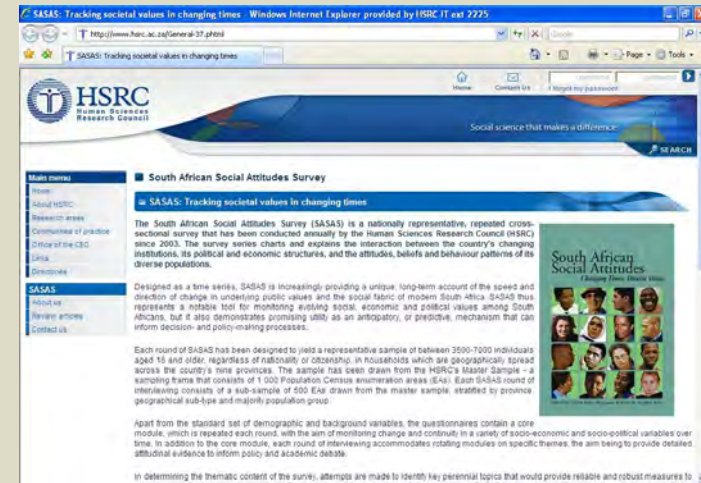 SASAS: Tracking societal values in changing times - Windows Internet Explorer provided by HSRC IT ext 2225
http://www.hsrc.ac.za/General-37.phtml
Google
SASAS: Tracking societal values in changing times
Page Tools
Home Contact Us I forgot my password
HSRC
Human Sciences
Research Council
Social science that makes a difference
SEARCH
Main menu
Home
About HSRC
Research areas
Communities of practice
Office of the CEO
Links
Directories
SASAS
About us
Review articles
Contact us
South African Social Attitudes Survey
SASAS: Tracking societal values in changing times
The South African Social Attitudes Survey (SASAS) is a nationally representative, repeated cross-
sectional survey that has been conducted annually by the Human Sciences Research Council (HSRC)
since 2003. The survey series charts and explains the interaction between the country's changing
institutions, its political and economic structures, and the attitudes, beliefs and behaviour patterns of its
diverse populations.
Designed as a time series, SASAS is increasingly providing a unique, long-term account of the speed and
direction of change in underlying public values and the social fabric of modern South Africa. SASAS thus
represents a notable tool for monitoring evolving social, economic and political values among South
Africans, but it also demonstrates promising utility as an anticipatory, or predictive, mechanism that can
inform decision- and policy-making processes.
Each round of SASAS has been designed to yield a representative sample of between 3500-7000 individuals
aged 16 and older, regardless of nationality or citizenship, in households which are geographically spread
across the country's nine provinces. The sample has been drawn from the HSRC's Master Sample - a
sampling frame that consists of 1 000 Population Census enumeration areas (EAs). Each SASAS round of
interviewing consists of a sub-sample of 500 EAs drawn from the master sample, stratified by province,
geographical sub-type and majority population group.
South African
Social Attitudes
Changing Times, Diverse Voices
Apart from the standard set of demographic and background variables, the questionnaires contain a core
module, which is repeated each round, with the aim of monitoring change and continuity in a variety of socio-economic and socio-political variables over
time. In addition to the core module, each round of interviewing accommodates rotating modules on specific themes, the aim being to provide detailed
attitudinal evidence to inform policy and academic debate.
In determining the thematic content of the survey, attempts are made to identify key perennial topics that would provide reliable and robust measures to